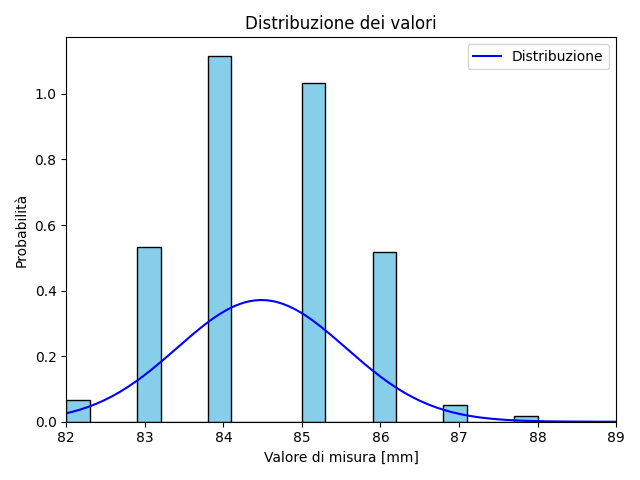 Distribuzione dei valori
Distribuzione
Probabilità
1.0
0.8
0.6
0.4
0.2
0.0
82 83 84 85 86 87 88 89
Valore di misura [mm]